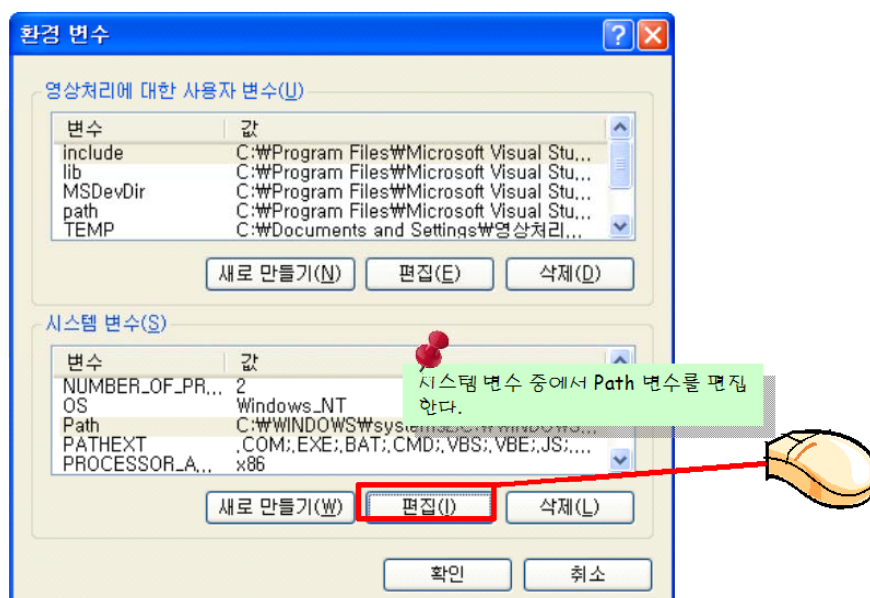 환경 변수
영상처리에 대한 사용자 변수(U)
변수 값
include C:₩Program Files₩Microsoft Visual Stu...
lib C:₩Program Files₩Microsoft Visual Stu...
MSDevDir C:₩Program Files₩Microsoft Visual Stu...
path C:₩Program Files₩Microsoft Visual Stu...
TEMP C:₩Documents and Settings₩영상처리...
새로 만들기(N) 편집(E) 삭제(D)
시스템 변수(S)
변수 값
NUMBER_OF_PR... 2
OS Windows_NT
Path C:₩WINDOWS₩system
PATHEXT .COM;.EXE;.BAT;.CMD;.VBS;.VBE;.JS;....
PROCESSOR_A... x86
시스템 변수 중에서 Path 변수를 편집
한다.
새로 만들기(W) 편집(I) 삭제(L)
확인 취소